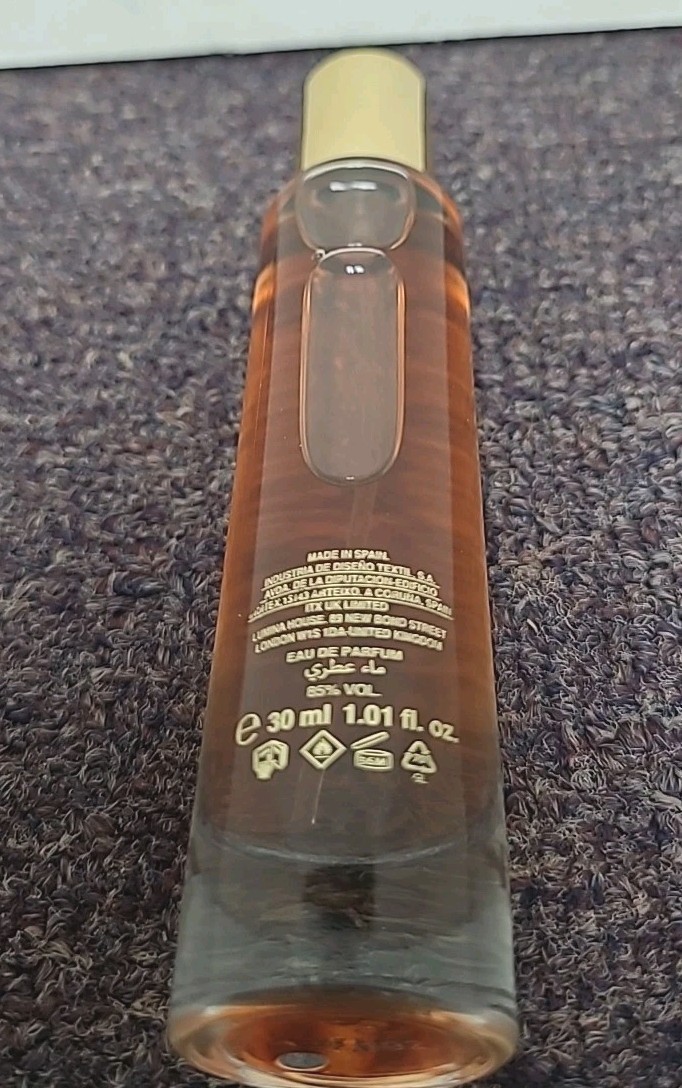 MADE IN SPAIN.
INDUSTRIA DE DISEÑO TEXTIL, S.A.
AVDA. DE LA DIPUTACIÓN-EDIFICIO
INDITEX 15143 ARTEIXO, A CORUÑA, SPAIN
ITX UK LIMITED
LUMINA HOUSE, 89 NEW BOND STREET
LONDON W1S 1DA-UNITED KINGDOM
EAU DE PARFUM
ماء عطري
85% VOL.
e 30 ml 1.01 fl. oz.
GL